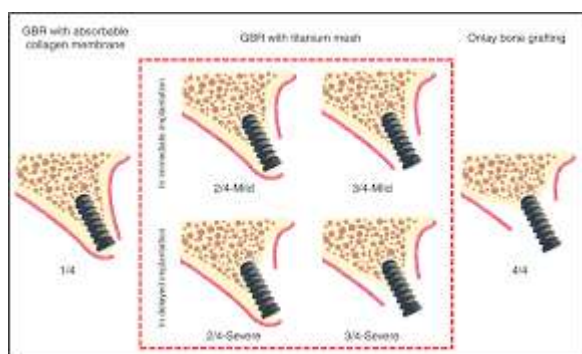 GBR with absorbable
collagen membrane
GBR with titanium mesh
Onlay bone grafting
In immediate implantation
2/4-Mild
3/4-Mild
1/4
4/4
In delayed implantation
2/4-Severe
3/4-Severe